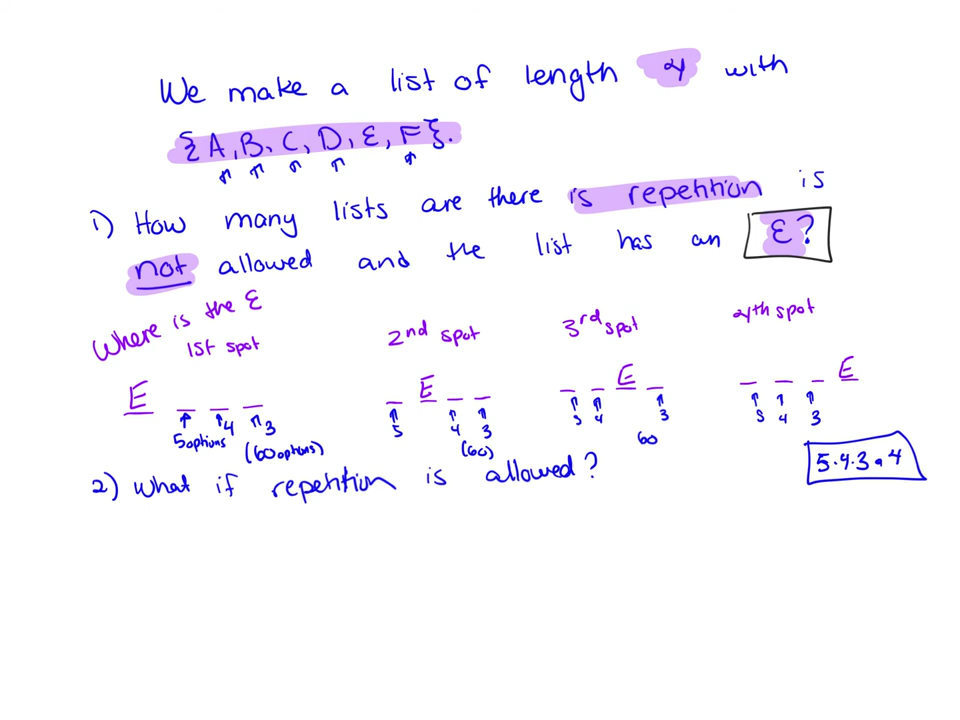 We make a list of length 4 with
{A, B, C, D, E, F}.
1) How many lists are there is repetition is
not allowed and the list has an E?
Where is the E
1st spot 2nd spot 3rd spot 4th spot
E _ _ _ _ E _ _ _ _ E _ _ _ _ E
5 options 4 3 5 4 3 5 4 3 5 4 3
(60 options) (60) 60
5·4·3·4
2) What if repetition is allowed?